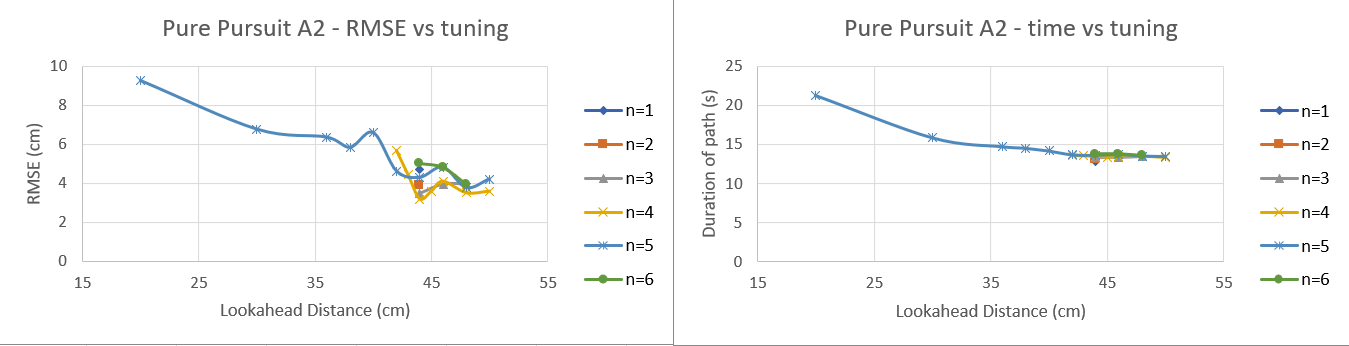 Pure Pursuit A2 - RMSE vs tuning
10
8
6
4
2
0
RMSE (cm)
15 25 35 45 55
Lookahead Distance (cm)
n=1
n=2
n=3
n=4
n=5
n=6
Pure Pursuit A2 - time vs tuning
25
20
15
10
5
0
Duration of path (s)
15 25 35 45 55
Lookahead Distance (cm)
n=1
n=2
n=3
n=4
n=5
n=6